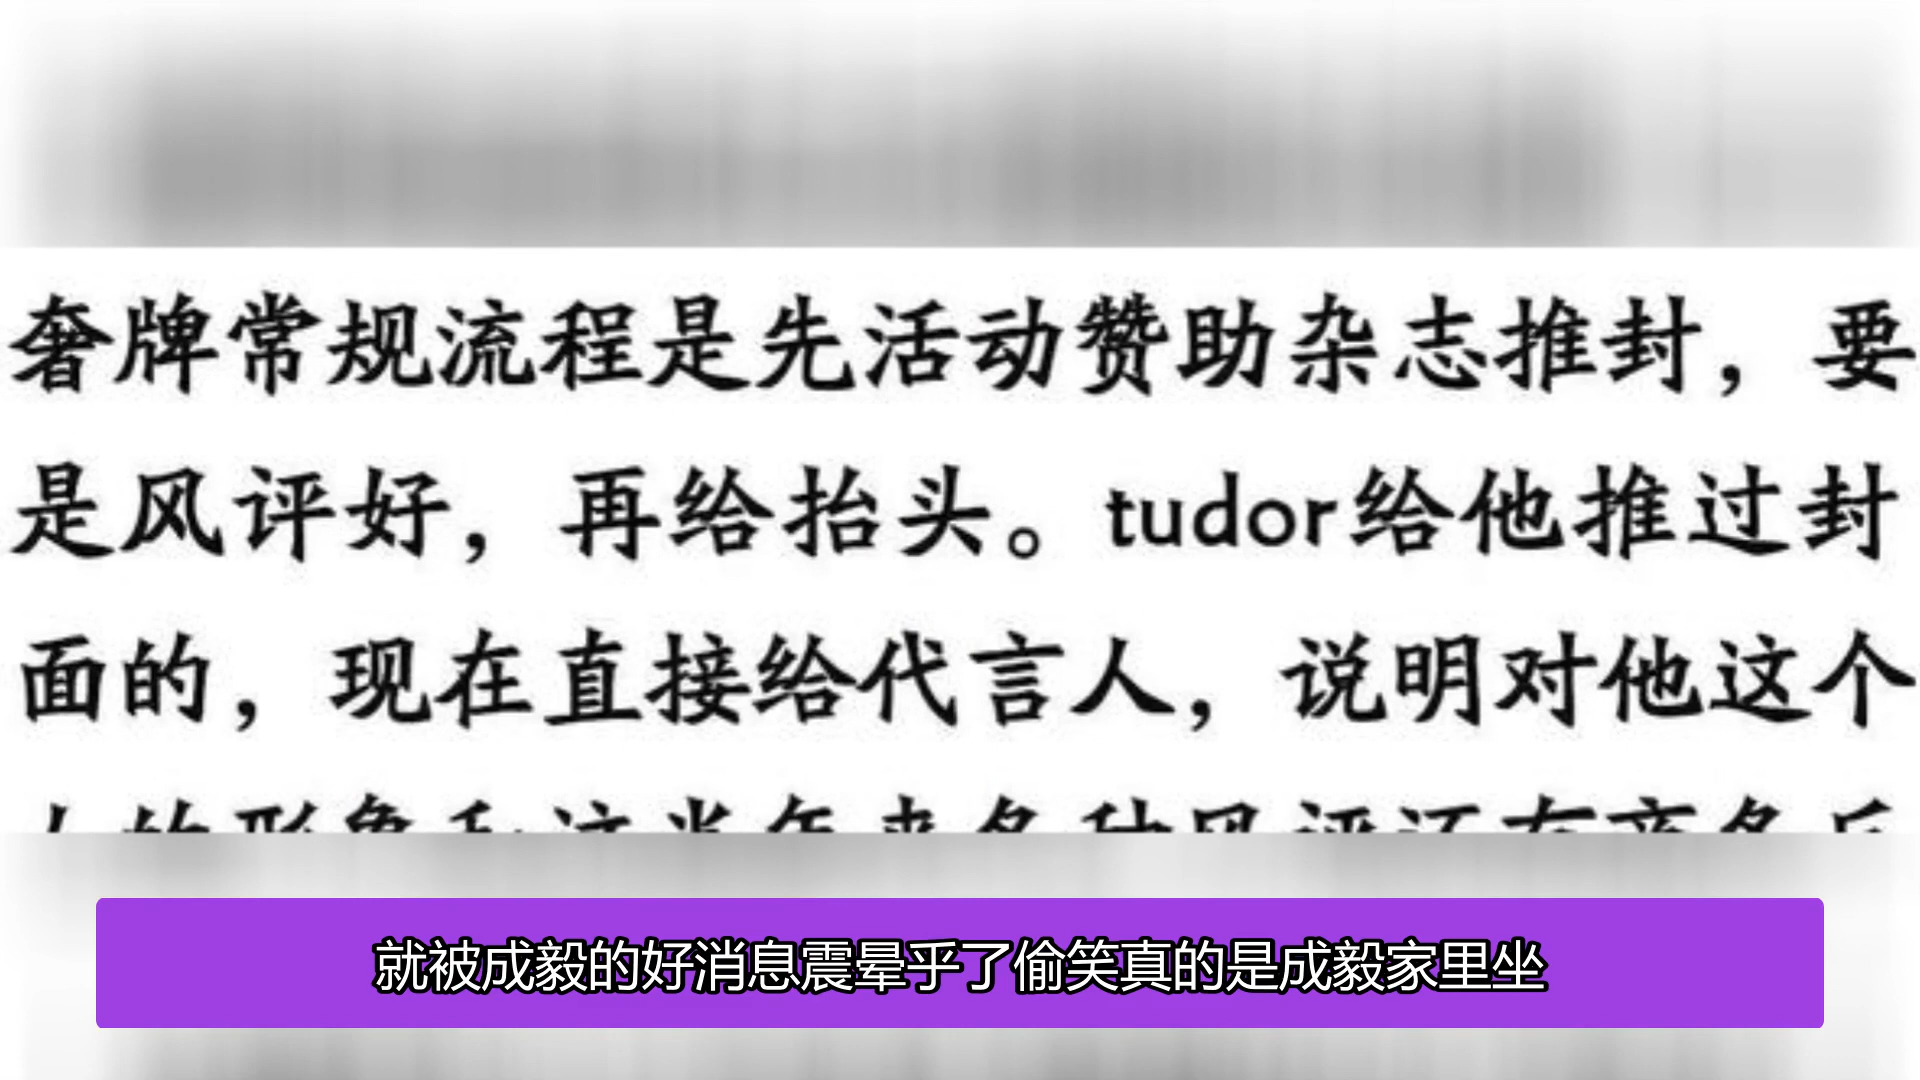 奢牌常规流程是先活动赞助杂志推封，要
是风评好，再给抬头。tudor给他推过封
面的，现在直接给代言人，说明对他这个
就被成毅的好消息震晕乎了偷笑真的是成毅家里坐